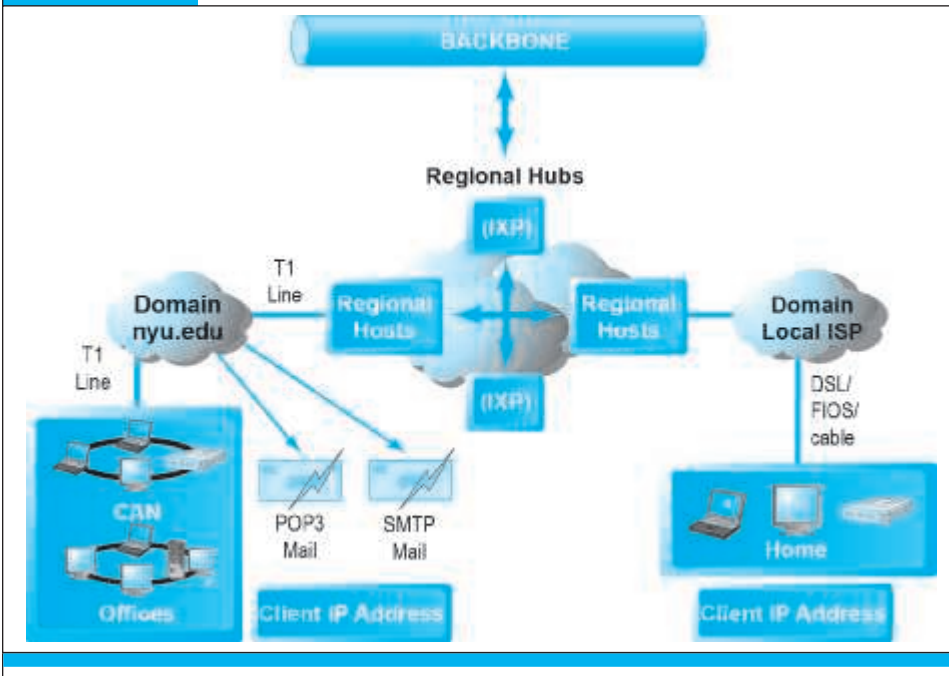 BACKBONE
Regional Hubs
(IXP)
T1
Line
Domain
nyu.edu
Regional
Hosts
Regional
Hosts
Domain
Local ISP
T1
Line
(IXP)
DSL/
FIOS/
cable
CAN
Offices
POP3
Mail
SMTP
Mail
Client IP Address
Home
Client IP Address